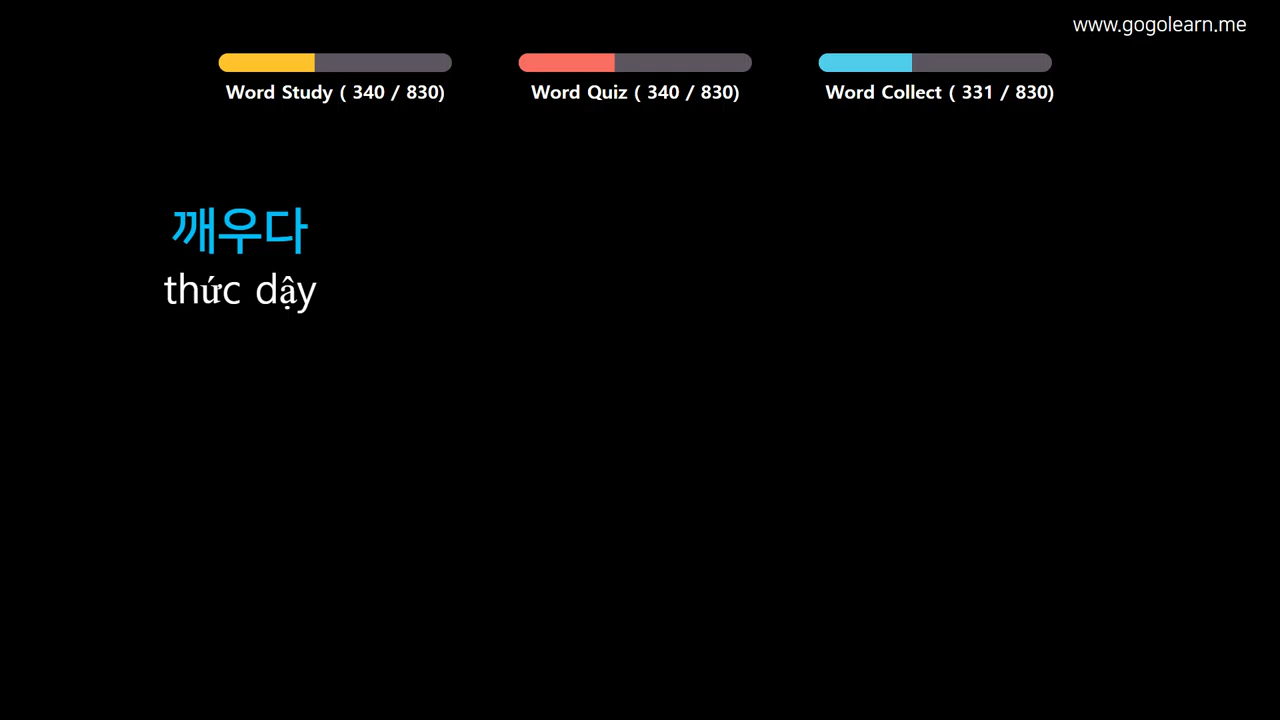 www.gogolearn.me
Word Study ( 340 / 830)
Word Quiz ( 340 / 830)
Word Collect ( 331 / 830)
깨우다
thức dậy